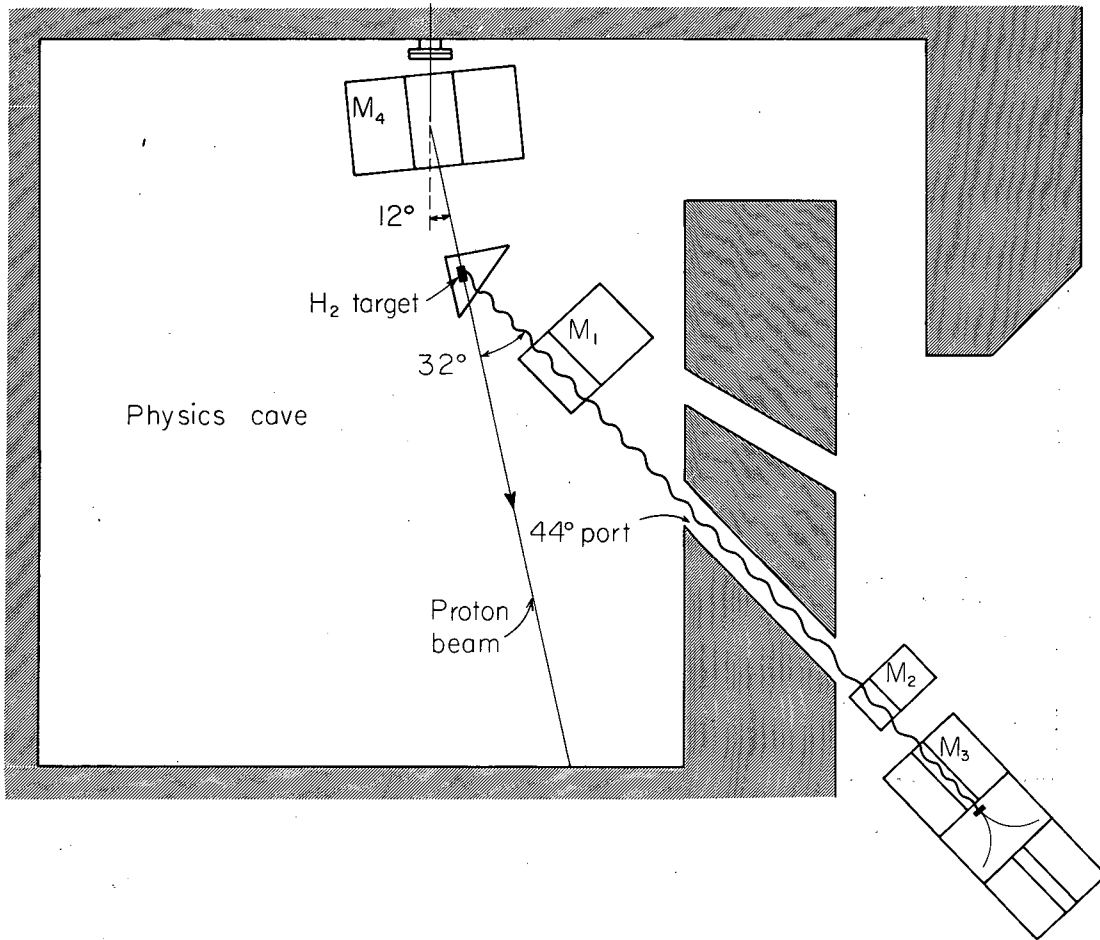 M₄
12°
H₂ target
M₁
32°
Physics cave
44° port
Proton
beam
M₂
M₃